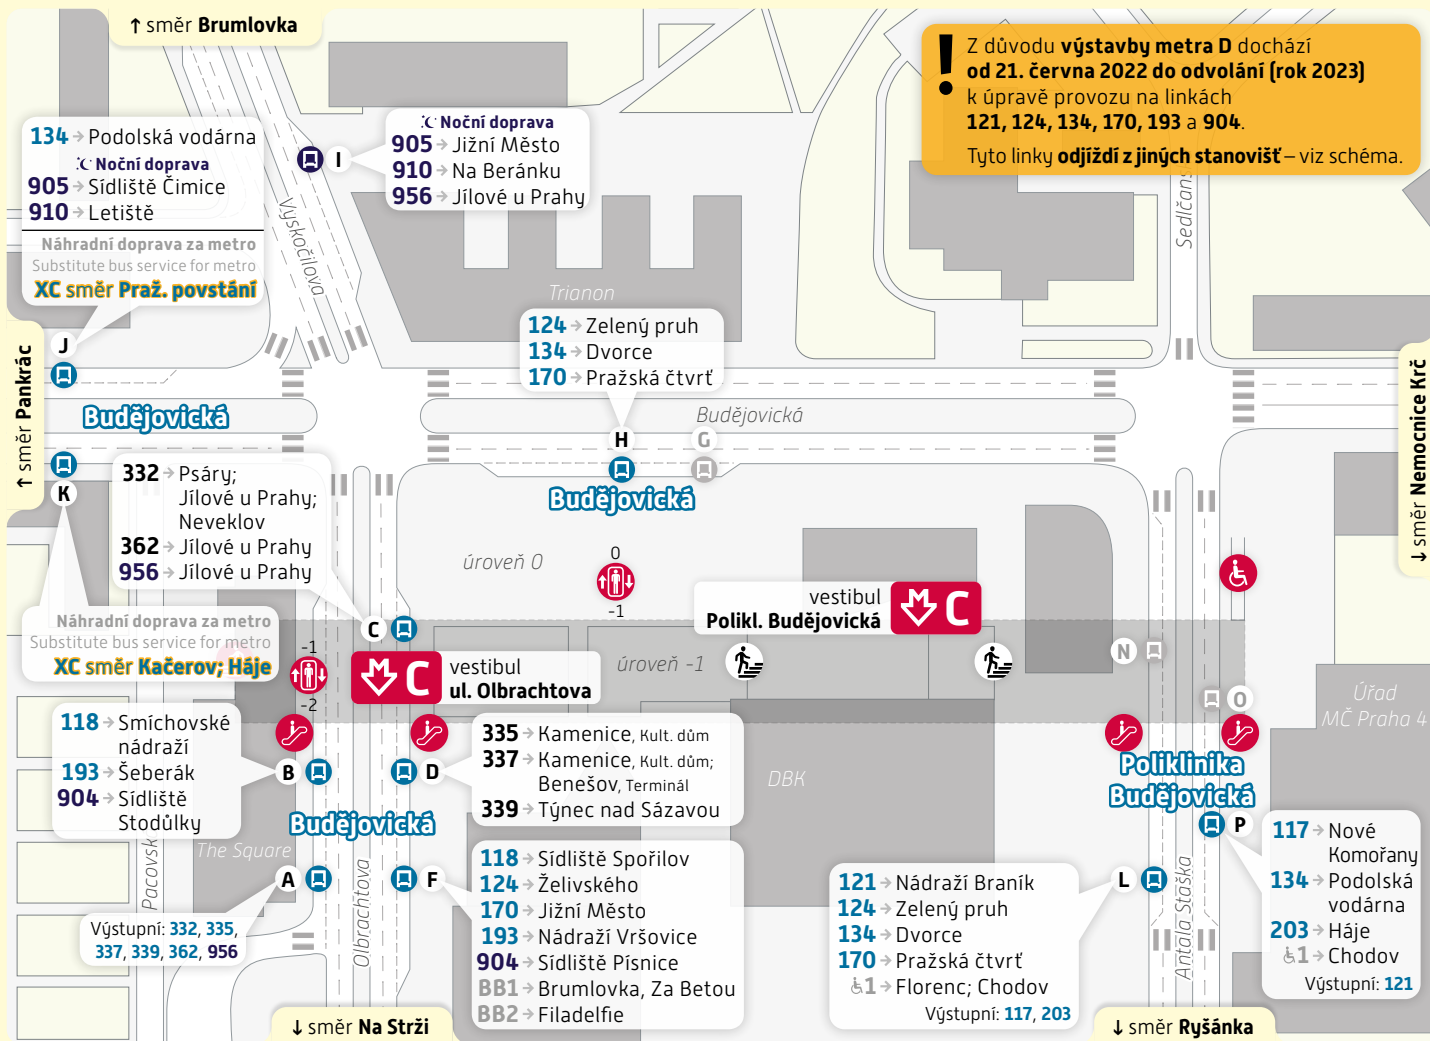 ↑ směr Brumlovka
! Z důvodu výstavby metra D dochází
od 21. června 2022 do odvolání (rok 2023)
k úpravě provozu na linkách
121, 124, 134, 170, 193 a 904.
Tyto linky odjíždí z jiných stanovišť – viz schéma.
134 → Podolská vodárna
Noční doprava
905 → Sídliště Čimice
910 → Letiště
Náhradní doprava za metro
Substitute bus service for metro
XC směr Praž. povstání
J
Noční doprava
905 → Jižní Město
910 → Na Beránku
956 → Jílové u Prahy
I
Vyskočilova
Trianon
Sedlčans
124 → Zelený pruh
134 → Dvorce
170 → Pražská čtvrť
H
G
↑ směr Pankrác
↓ směr Nemocnice Krč
Budějovická
Budějovická
Budějovická
K
332 → Psáry;
Jílové u Prahy;
Neveklov
362 → Jílové u Prahy
956 → Jílové u Prahy
C
Náhradní doprava za metro
Substitute bus service for metro
XC směr Kačerov; Háje
úroveň 0
0
-1
vestibul
Polikl. Budějovická
C
-1
-2
C
vestibul
ul. Olbrachtova
úroveň -1
N
O
Úřad
MČ Praha 4
118 → Smíchovské
nádraží
193 → Šeberák
904 → Sídliště
Stodůlky
B
D
335 → Kamenice, Kult. dům
337 → Kamenice, Kult. dům;
Benešov, Terminál
339 → Týnec nad Sázavou
DBK
Poliklinika
Budějovická
P
Budějovická
The Square
Pacovsk
Olbrachtova
A
Výstupní: 332, 335,
337, 339, 362, 956
F
118 → Sídliště Spořilov
124 → Želivského
170 → Jižní Město
193 → Nádraží Vršovice
904 → Sídliště Písnice
BB1 → Brumlovka, Za Betou
BB2 → Filadelfie
L
121 → Nádraží Braník
124 → Zelený pruh
134 → Dvorce
170 → Pražská čtvrť
♿1 → Florenc; Chodov
Výstupní: 117, 203
Antala Staška
117 → Nové
Komořany
134 → Podolská
vodárna
203 → Háje
♿1 → Chodov
Výstupní: 121
↓ směr Na Strži
↓ směr Ryšánka